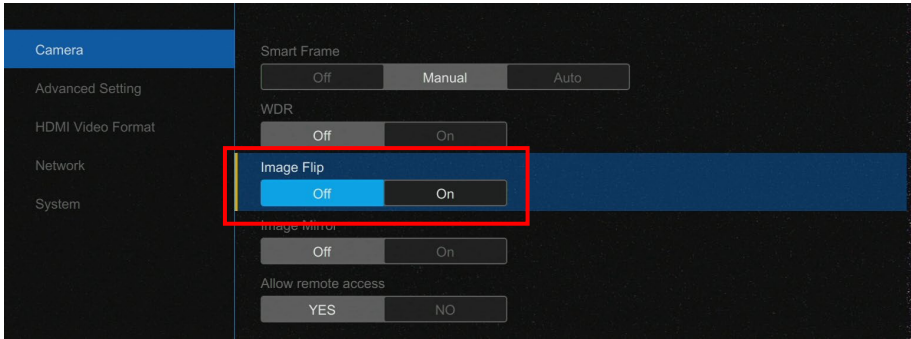 Camera
Advanced Setting
HDMI Video Format
Network
System
Smart Frame
Off Manual Auto
WDR
Off On
Image Flip
Off On
Image Mirror
Off On
Allow remote access
YES NO